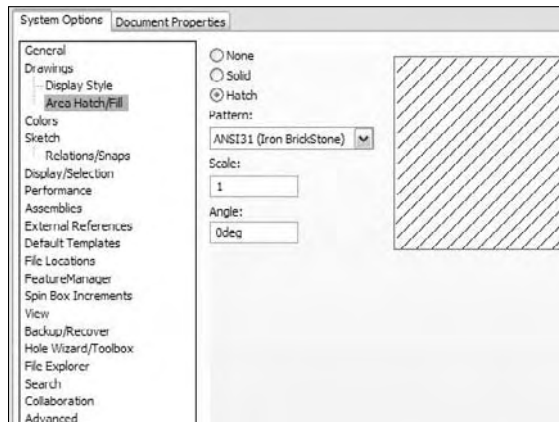 System Options
Document Properties
General
Drawings
Display Style
Area Hatch/Fill
Colors
Sketch
Relations/Snaps
Display/Selection
Performance
Assemblies
External References
Default Templates
File Locations
FeatureManager
Spin Box Increments
View
Backup/Recover
Hole Wizard/Toolbox
File Explorer
Search
Collaboration
Advanced
None
Solid
Hatch
Pattern:
ANSI31 (Iron BrickStone)
Scale:
1
Angle:
0deg